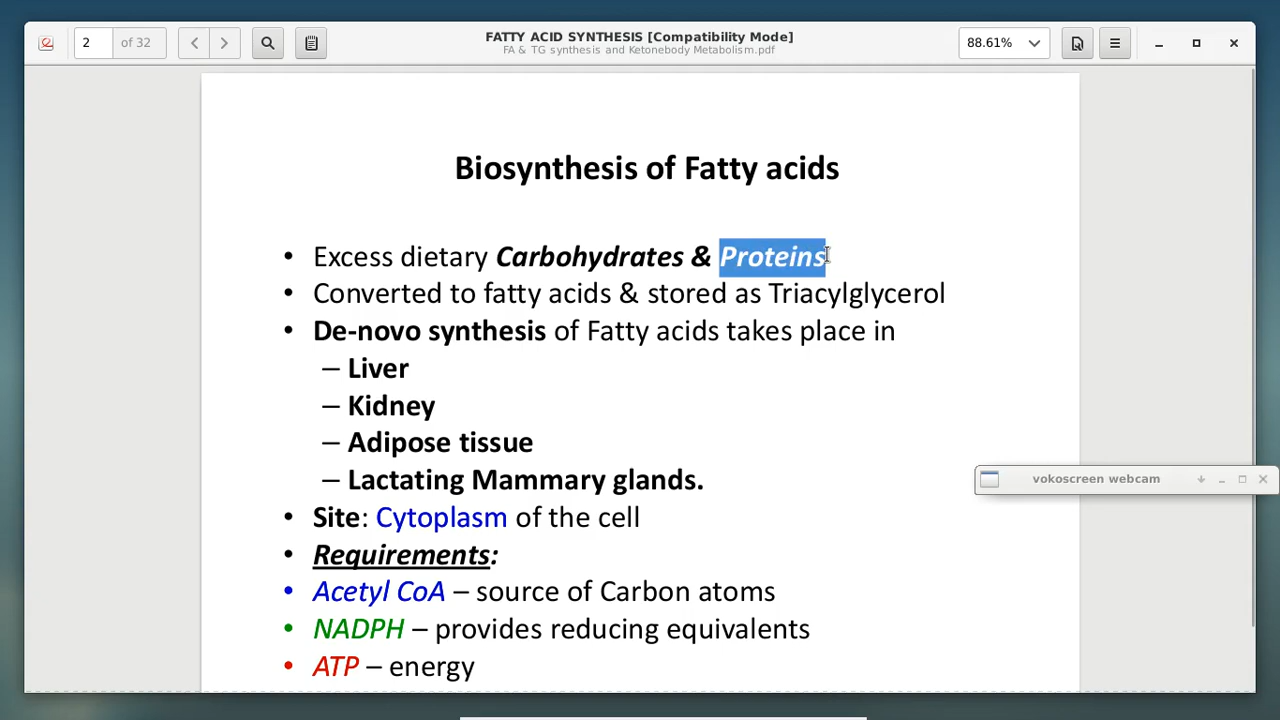 2 of 32
FATTY ACID SYNTHESIS [Compatibility Mode]
FA & TG synthesis and Ketonebody Metabolism.pdf
88.61%
Biosynthesis of Fatty acids
• Excess dietary Carbohydrates & Proteins
• Converted to fatty acids & stored as Triacylglycerol
• De-novo synthesis of Fatty acids takes place in
– Liver
– Kidney
– Adipose tissue
– Lactating Mammary glands.
vokoscreen webcam
• Site: Cytoplasm of the cell
• Requirements:
• Acetyl CoA – source of Carbon atoms
• NADPH – provides reducing equivalents
• ATP – energy